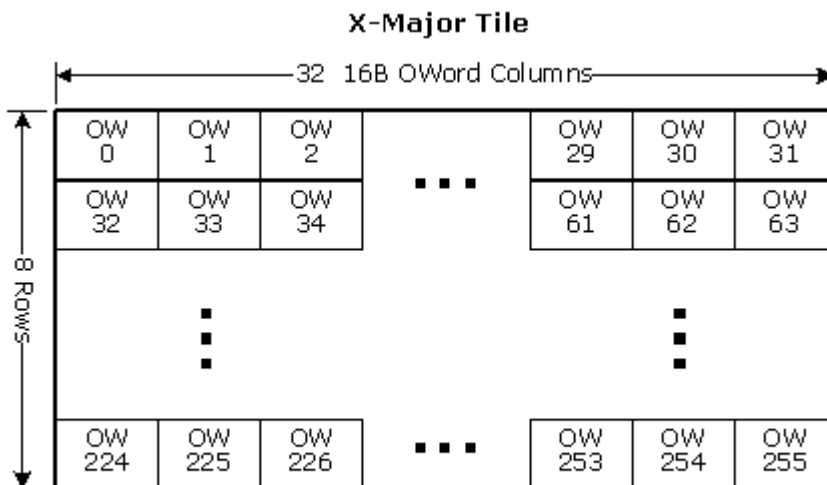 X-Major Tile
32 16B OWord Columns
OW 0
OW 1
OW 2
OW 29
OW 30
OW 31
OW 32
OW 33
OW 34
OW 61
OW 62
OW 63
8 Rows
OW 224
OW 225
OW 226
OW 253
OW 254
OW 255